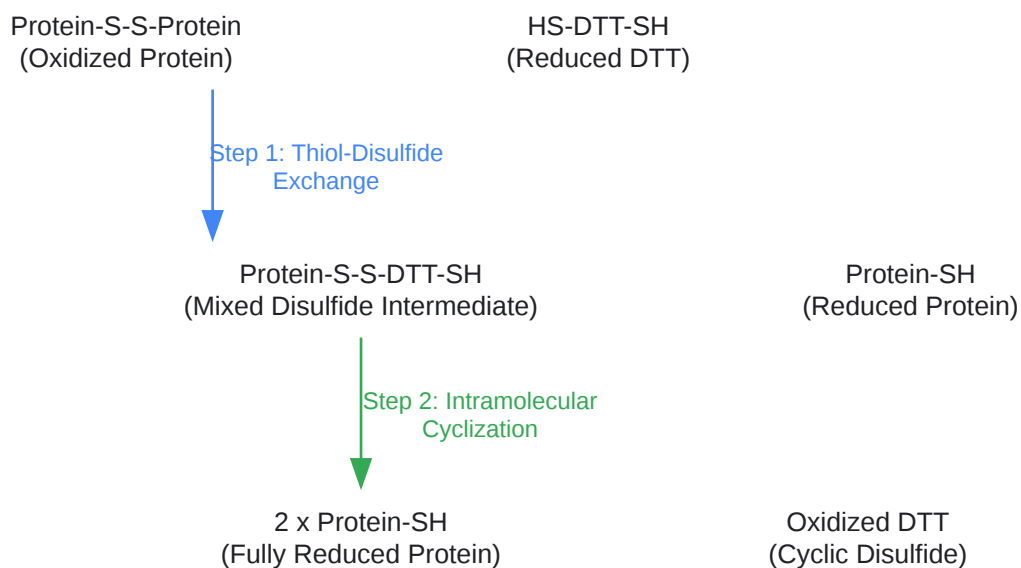 Protein-S-S-Protein
(Oxidized Protein)
HS-DTT-SH
(Reduced DTT)
Step 1: Thiol-Disulfide
Exchange
Protein-S-S-DTT-SH
(Mixed Disulfide Intermediate)
Protein-SH
(Reduced Protein)
Step 2: Intramolecular
Cyclization
2 x Protein-SH
(Fully Reduced Protein)
Oxidized DTT
(Cyclic Disulfide)